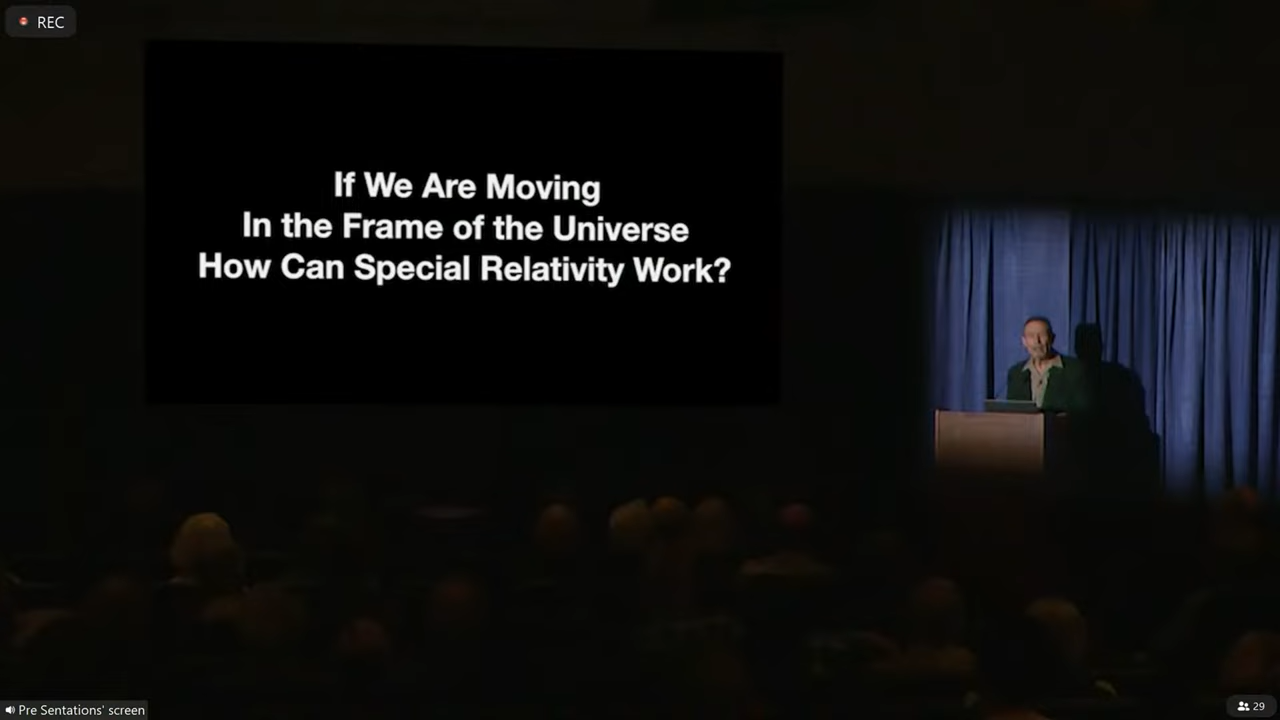 REC
If We Are Moving
In the Frame of the Universe
How Can Special Relativity Work?
Pre Sentations' screen
29